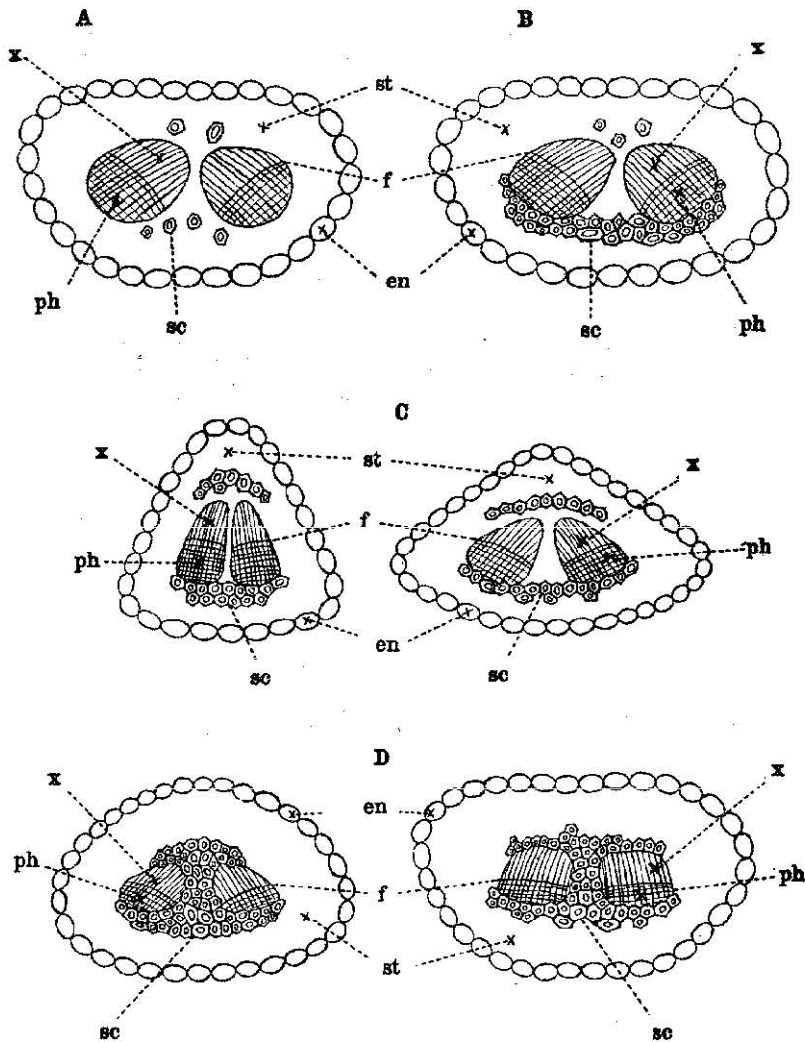 A B
x st x
f
en
ph sc sc ph
C
x st x
ph f ph
en
sc sc
D
x en x
ph f ph
st
sc sc